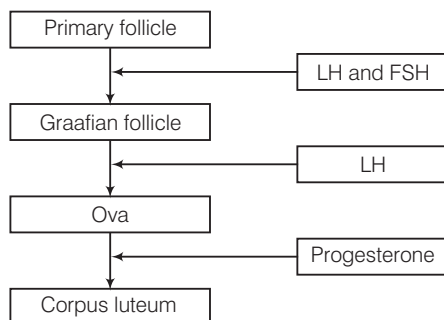 Primary follicle
LH and FSH
Graafian follicle
LH
Ova
Progesterone
Corpus luteum